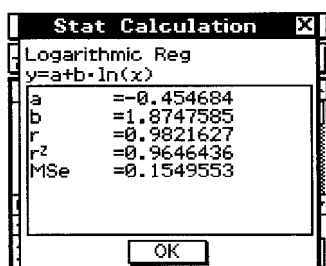 Stat Calculation X
Logarithmic Reg
y=a+b·ln(x)
a =-0.454684
b =1.8747585
r =0.9821627
r² =0.9646436
MSe =0.1549553
OK